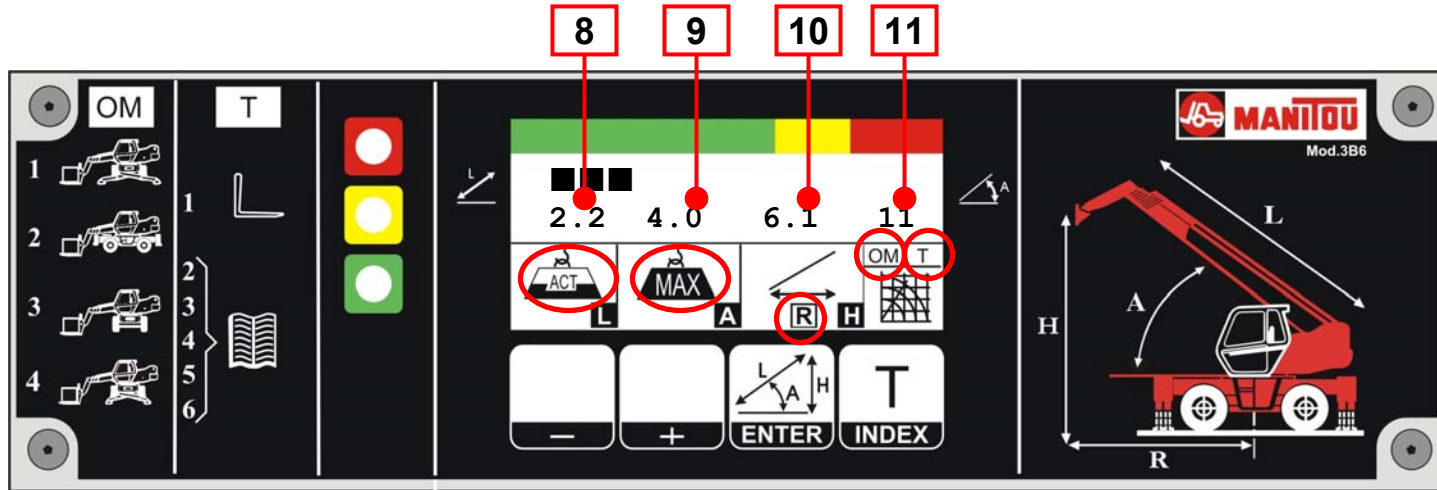 8 9 10 11
OM T
MANITOU
Mod.3B6
1
2
3
4
1
2
3
4
5
6
L
A
2.2 4.0 6.1 11
ACT
L
MAX
A
R
H
OM T
−
+
L
A
H
ENTER
T
INDEX
L
A
H
R